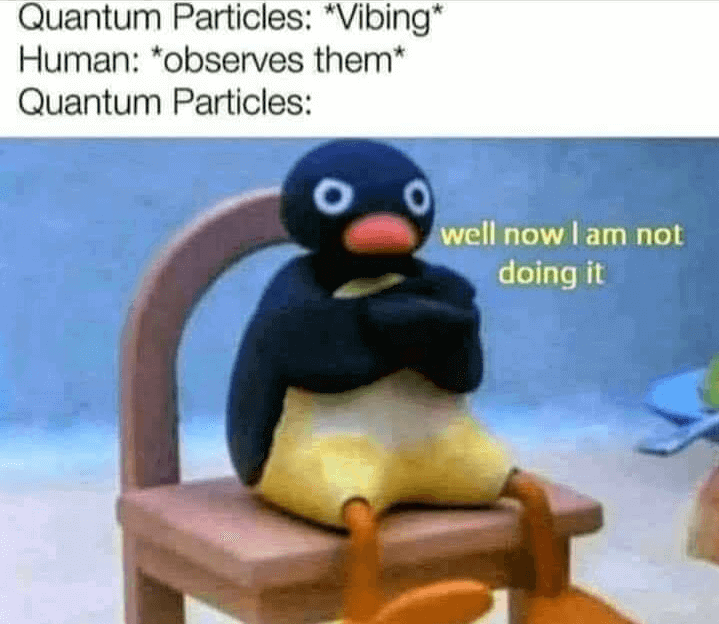 Quantum Particles: *Vibing*
Human: *observes them*
Quantum Particles:
well now I am not
doing it